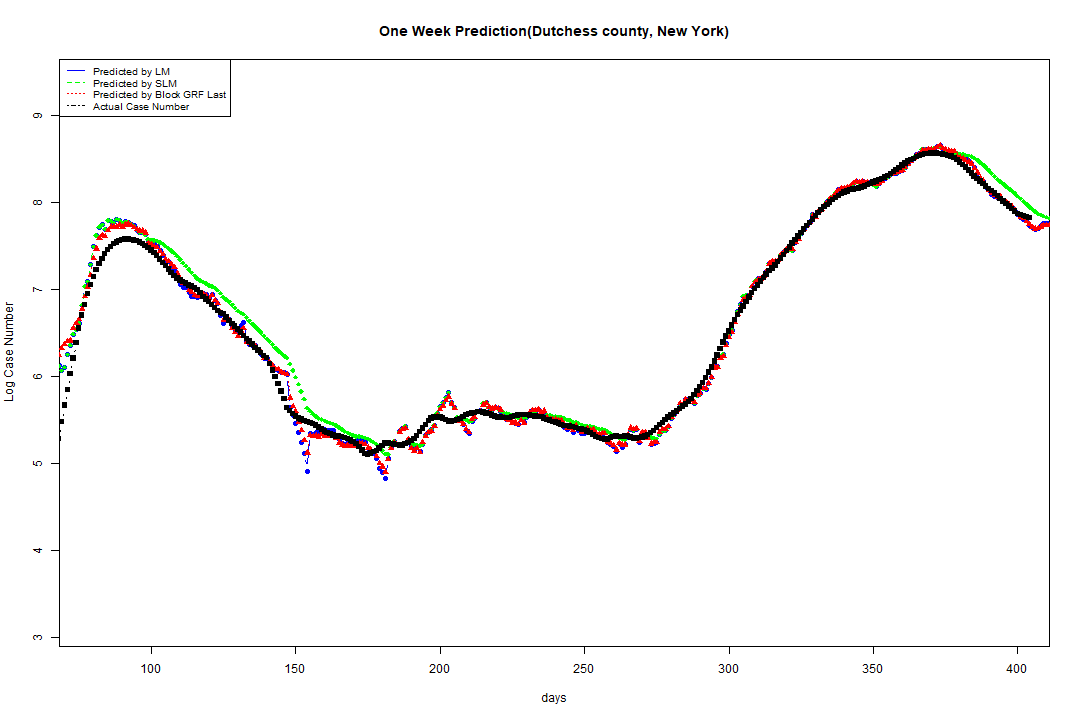 One Week Prediction(Dutchess county, New York)
Predicted by LM
Predicted by SLM
Predicted by Block GRF Last
Actual Case Number
Log Case Number
9
8
7
6
5
4
3
100 150 200 250 300 350 400
days